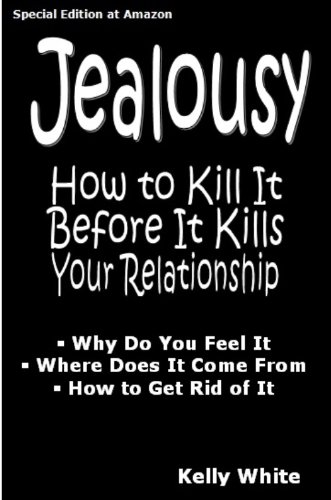 Special Edition at Amazon
Jealousy
How to Kill It
Before It Kills
Your Relationship
▪ Why Do You Feel It
▪ Where Does It Come From
▪ How to Get Rid of It
Kelly White